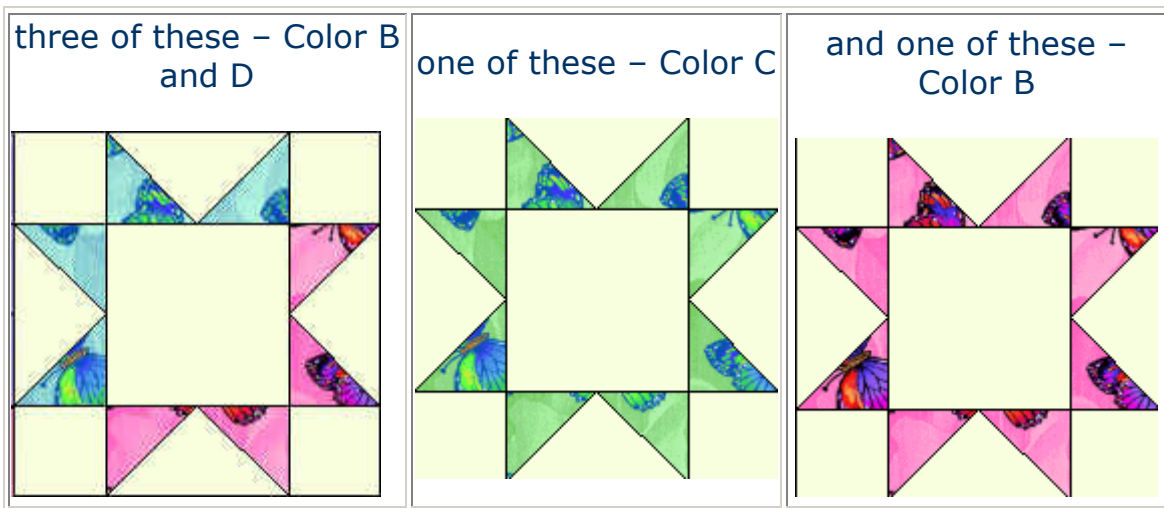 three of these – Color B
and D
one of these – Color C
and one of these –
Color B